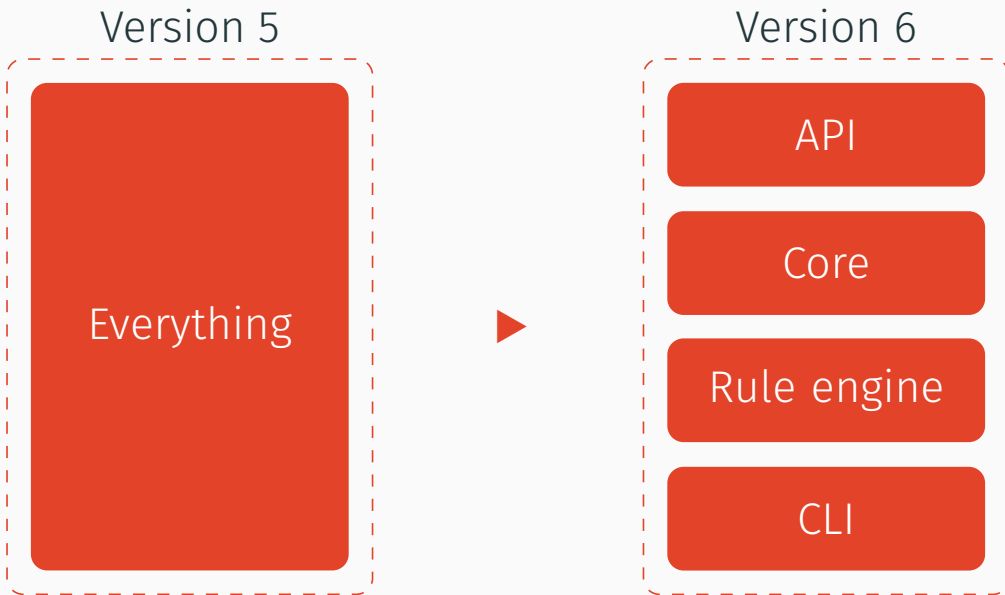 Version 5
Everything
Version 6
API
Core
Rule engine
CLI